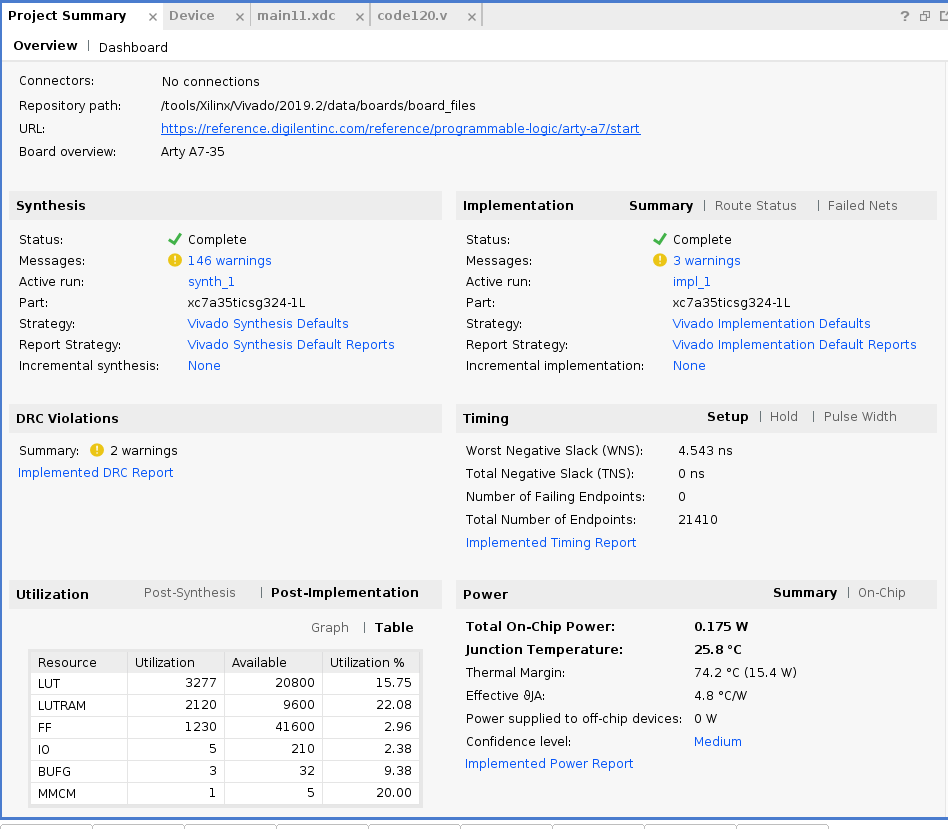 Project Summary × Device × main11.xdc × code120.v × ?
Overview | Dashboard
Connectors: No connections
Repository path: /tools/Xilinx/Vivado/2019.2/data/boards/board_files
URL: https://reference.digilentinc.com/reference/programmable-logic/arty-a7/start
Board overview: Arty A7-35
Synthesis
Status: Complete
Messages: 146 warnings
Active run: synth_1
Part: xc7a35ticsg324-1L
Strategy: Vivado Synthesis Defaults
Report Strategy: Vivado Synthesis Default Reports
Incremental synthesis: None
Implementation Summary | Route Status | Failed Nets
Status: Complete
Messages: 3 warnings
Active run: impl_1
Part: xc7a35ticsg324-1L
Strategy: Vivado Implementation Defaults
Report Strategy: Vivado Implementation Default Reports
Incremental implementation: None
DRC Violations
Summary: 2 warnings
Implemented DRC Report
Timing Setup | Hold | Pulse Width
Worst Negative Slack (WNS): 4.543 ns
Total Negative Slack (TNS): 0 ns
Number of Failing Endpoints: 0
Total Number of Endpoints: 21410
Implemented Timing Report
Utilization Post-Synthesis | Post-Implementation
Graph | Table
Resource Utilization Available Utilization %
LUT 3277 20800 15.75
LUTRAM 2120 9600 22.08
FF 1230 41600 2.96
IO 5 210 2.38
BUFG 3 32 9.38
MMCM 1 5 20.00
Power Summary | On-Chip
Total On-Chip Power: 0.175 W
Junction Temperature: 25.8 °C
Thermal Margin: 74.2 °C (15.4 W)
Effective ϑJA: 4.8 °C/W
Power supplied to off-chip devices: 0 W
Confidence level: Medium
Implemented Power Report